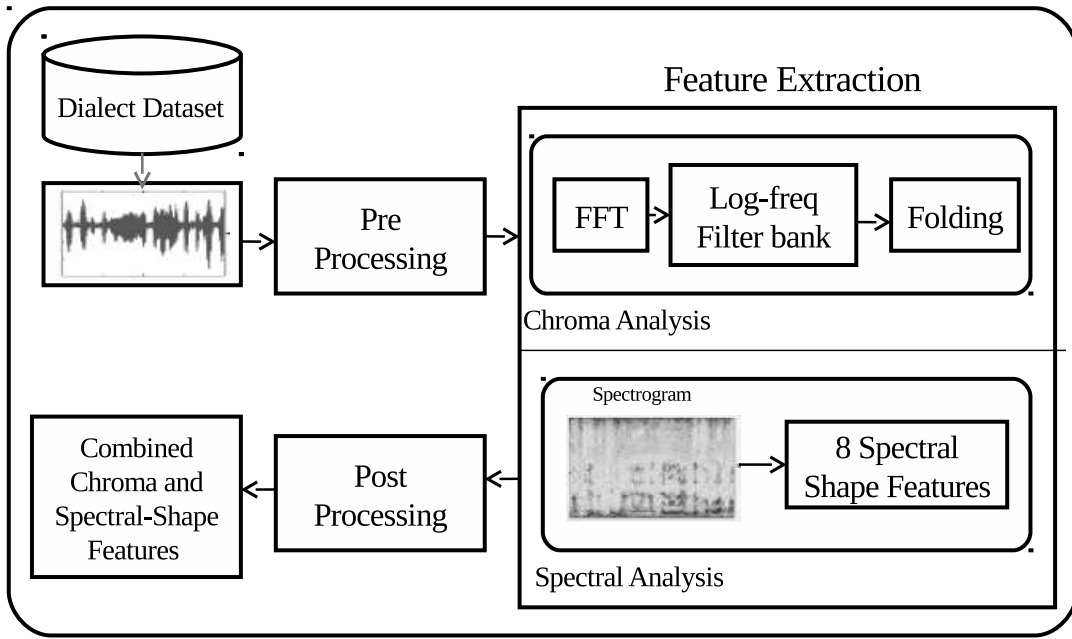 Dialect Dataset
Feature Extraction
FFT
Log-freq
Filter bank
Folding
Pre
Processing
Chroma Analysis
Spectrogram
8 Spectral
Shape Features
Spectral Analysis
Post
Processing
Combined
Chroma and
Spectral-Shape
Features